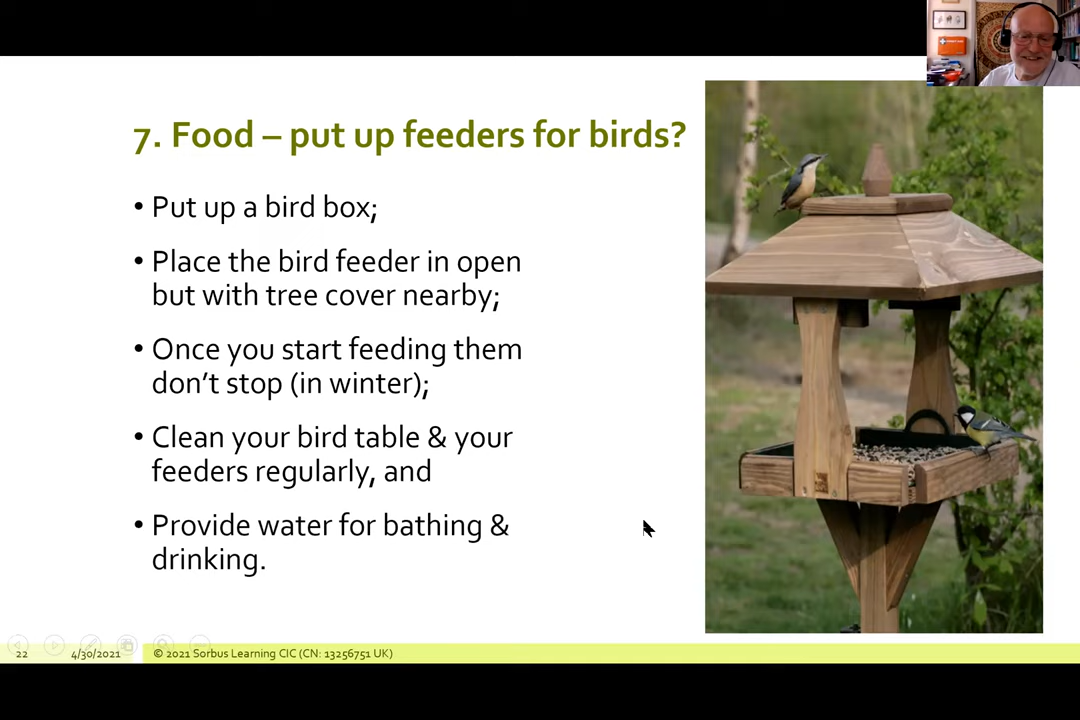 7. Food – put up feeders for birds?
• Put up a bird box;
• Place the bird feeder in open
but with tree cover nearby;
• Once you start feeding them
don't stop (in winter);
• Clean your bird table & your
feeders regularly, and
• Provide water for bathing &
drinking.
22 4/30/2021 © 2021 Sorbus Learning CIC (CN: 13256751 UK)